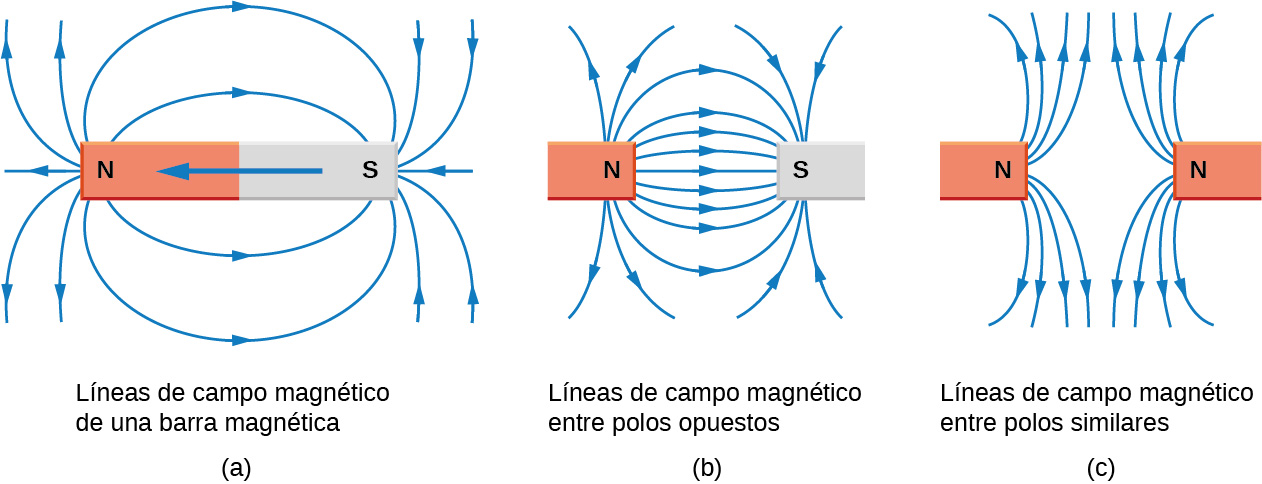 N S
N S
N N
Líneas de campo magnético
de una barra magnética
(a)
Líneas de campo magnético
entre polos opuestos
(b)
Líneas de campo magnético
entre polos similares
(c)